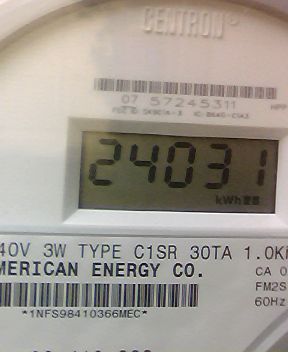 CENTRON®
07 57245311
24031
kWh
40V 3W TYPE C1SR 30TA 1.0K
MERICAN ENERGY CO.
CA 0
FM2S
60Hz
*1NFS98410366MEC*